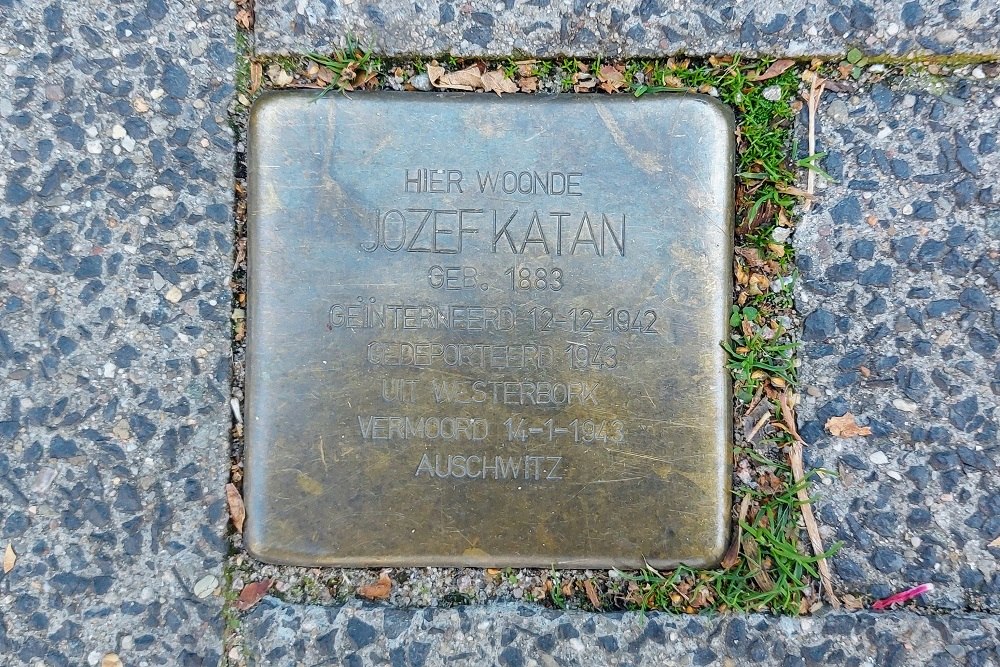 HIER WOONDE
JOZEF KATAN
GEB. 1883
GEÏNTERNEERD 12-12-1942
GEDEPORTEERD 1943
UIT WESTERBORK
VERMOORD 14-1-1943
AUSCHWITZ